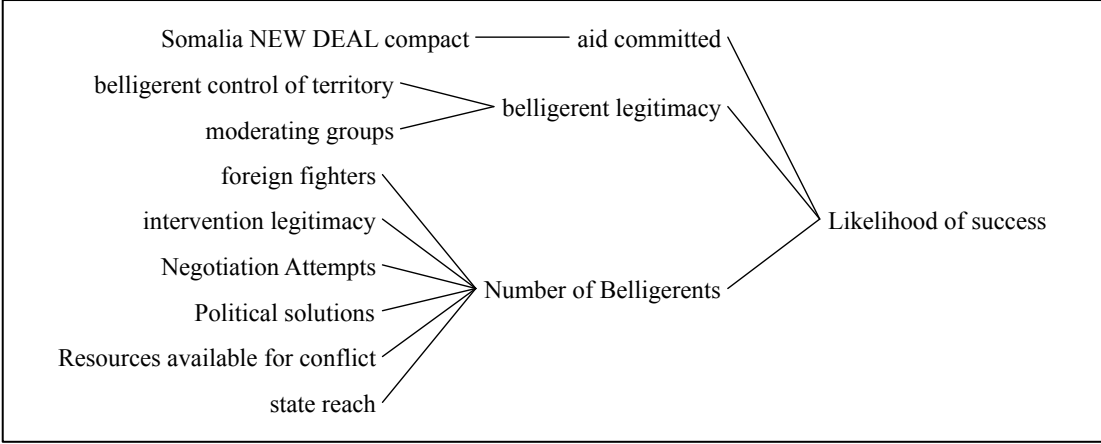 Somalia NEW DEAL compact
aid committed
belligerent control of territory
belligerent legitimacy
moderating groups
foreign fighters
intervention legitimacy
Likelihood of success
Negotiation Attempts
Number of Belligerents
Political solutions
Resources available for conflict
state reach